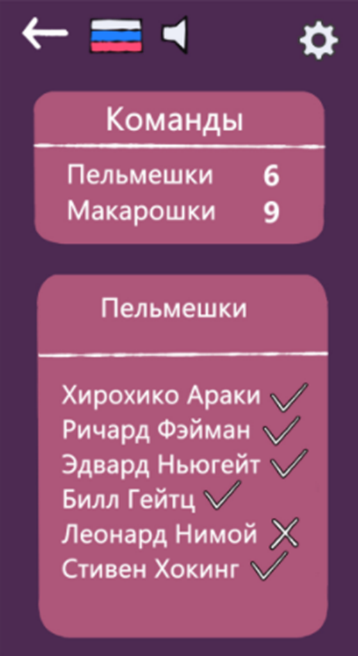 Команды
Пельмешки 6
Макарошки 9
Пельмешки
Хирохико Араки
Ричард Фэйман
Эдвард Ньюгейт
Билл Гейтц
Леонард Нимой
Стивен Хокинг